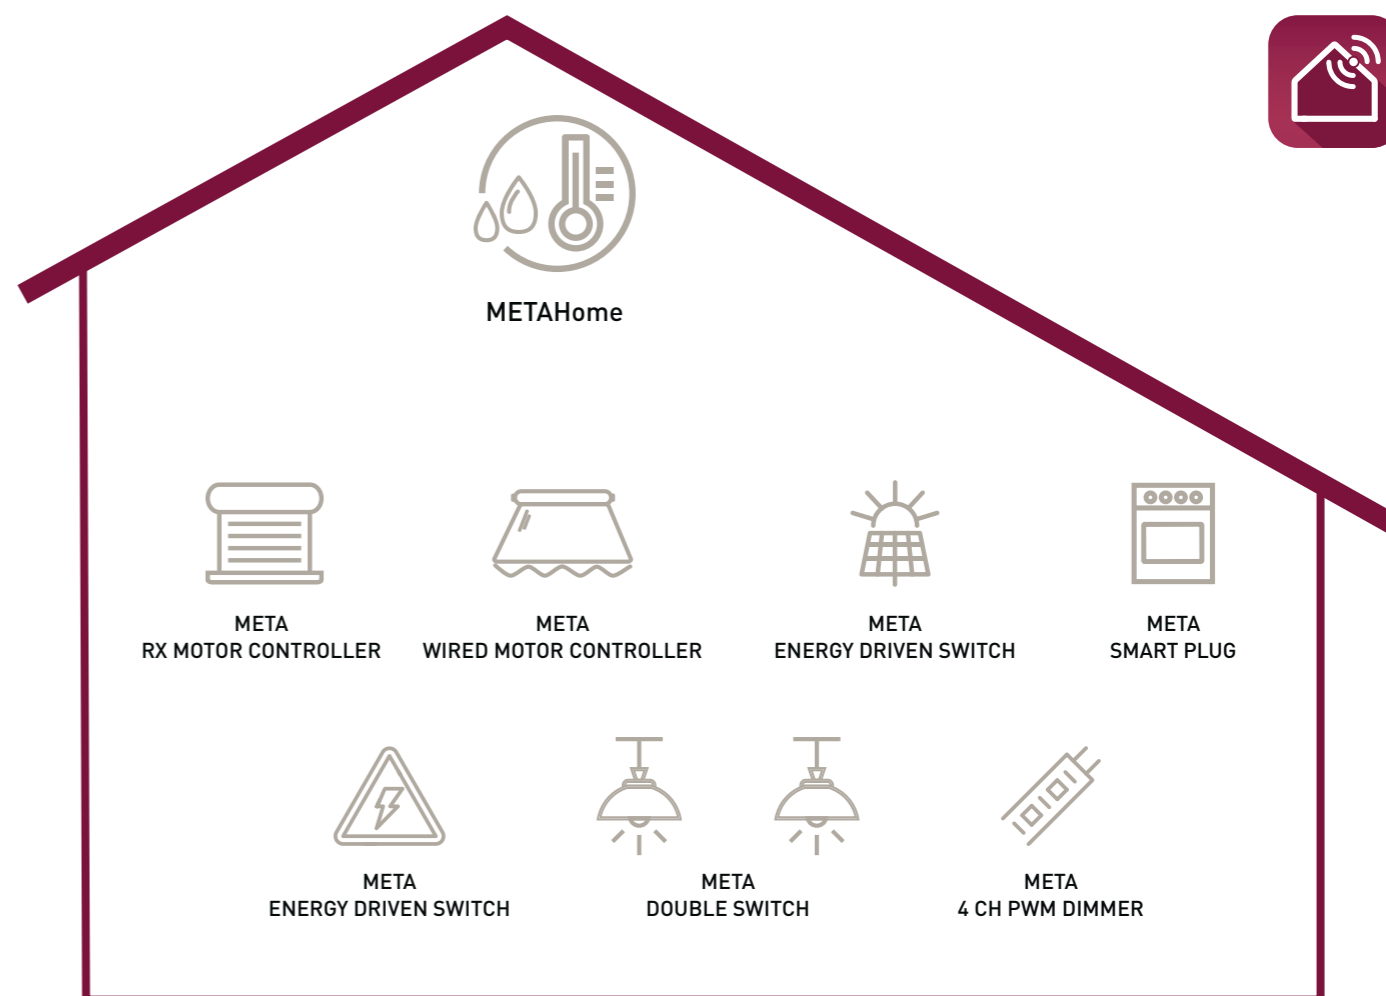 METAHome
META
RX MOTOR CONTROLLER
META
WIRED MOTOR CONTROLLER
META
ENERGY DRIVEN SWITCH
META
SMART PLUG
META
ENERGY DRIVEN SWITCH
META
DOUBLE SWITCH
META
4 CH PWM DIMMER